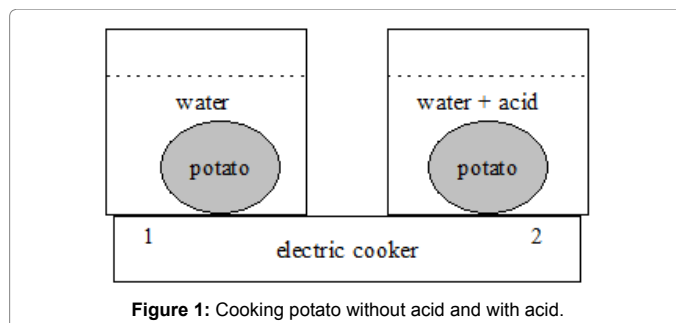 water
water + acid
potato
potato
1
2
electric cooker
Figure 1: Cooking potato without acid and with acid.